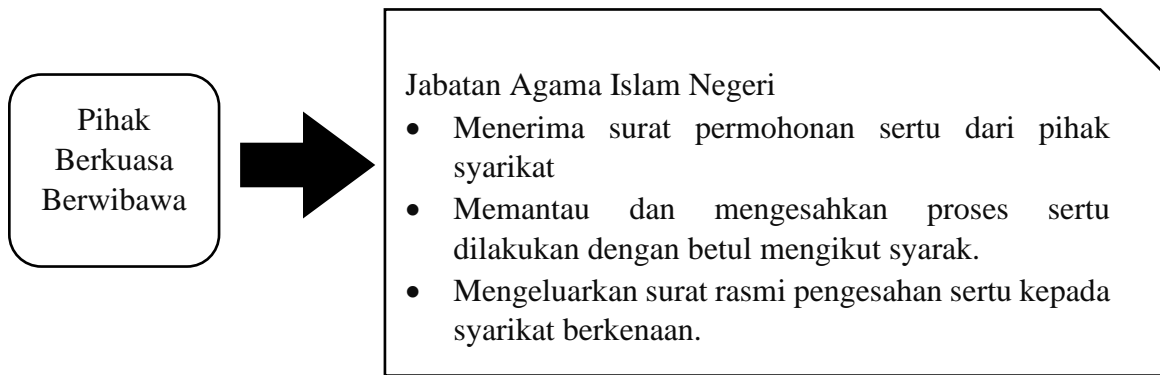 Pihak
Berkuasa
Berwibawa
Jabatan Agama Islam Negeri
• Menerima surat permohonan sertu dari pihak
syarikat
• Memantau dan mengesahkan proses sertu
dilakukan dengan betul mengikut syarak.
• Mengeluarkan surat rasmi pengesahan sertu kepada
syarikat berkenaan.